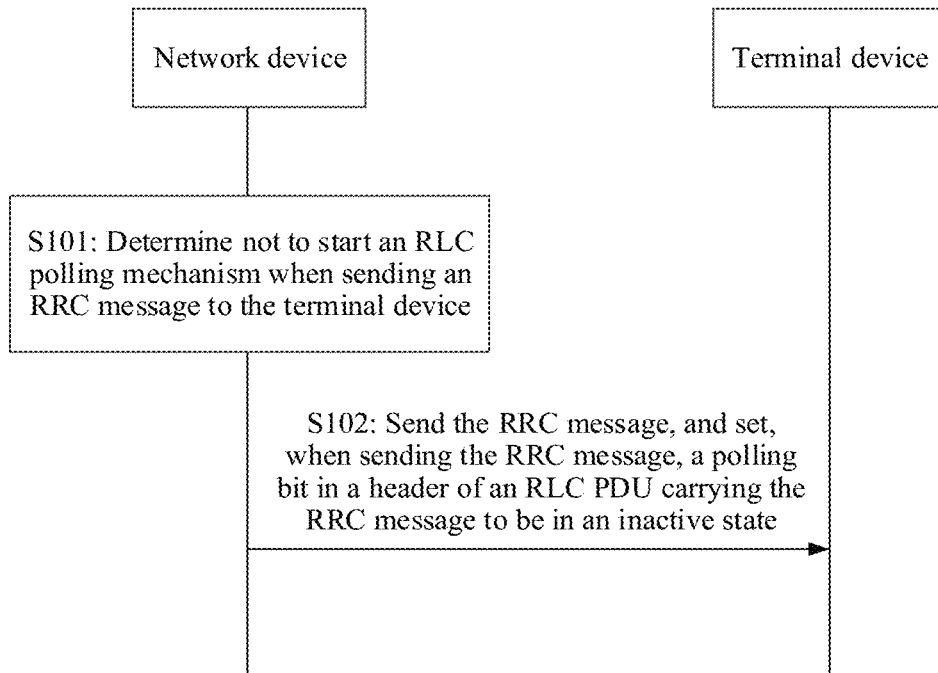 Network device
Terminal device
S101: Determine not to start an RLC
polling mechanism when sending an
RRC message to the terminal device
S102: Send the RRC message, and set,
when sending the RRC message, a polling
bit in a header of an RLC PDU carrying the
RRC message to be in an inactive state